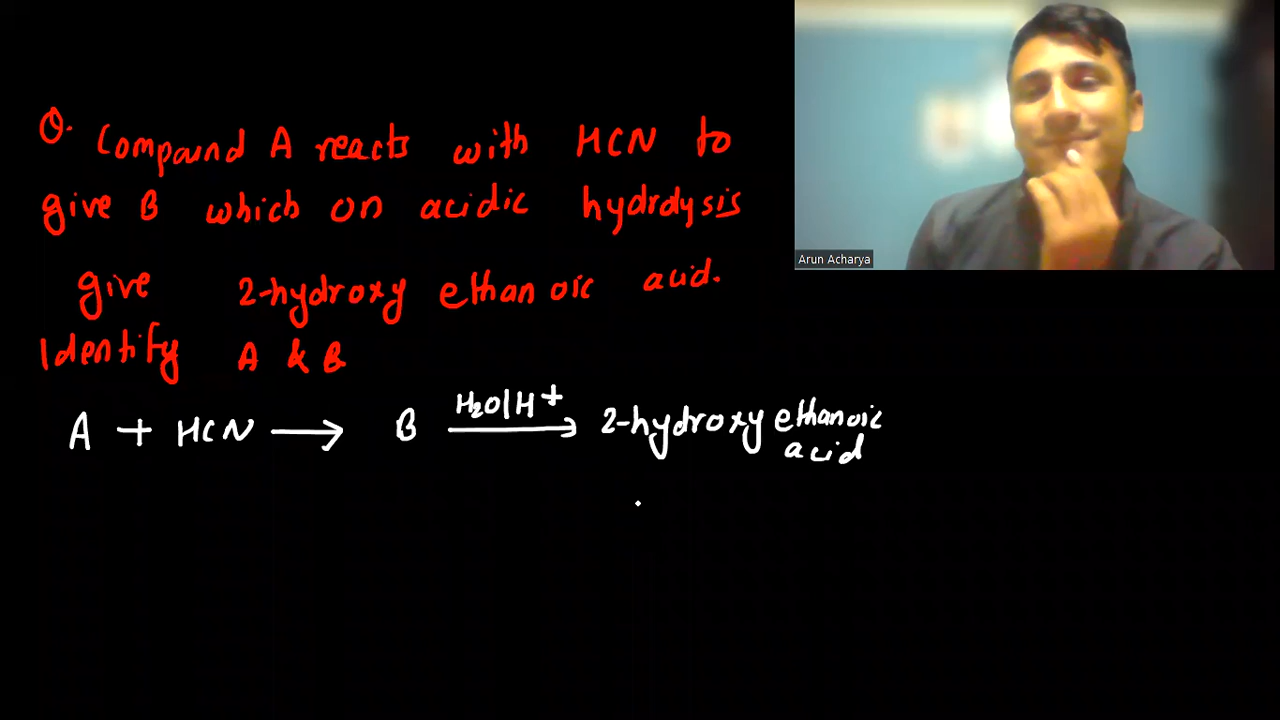 Q. Compound A reacts with HCN to
give B which on acidic hydrolysis
give 2-hydroxy ethanoic acid.
Identify A & B
A + HCN → B H2O/H+ → 2-hydroxy ethanoic
acid
Arun Acharya